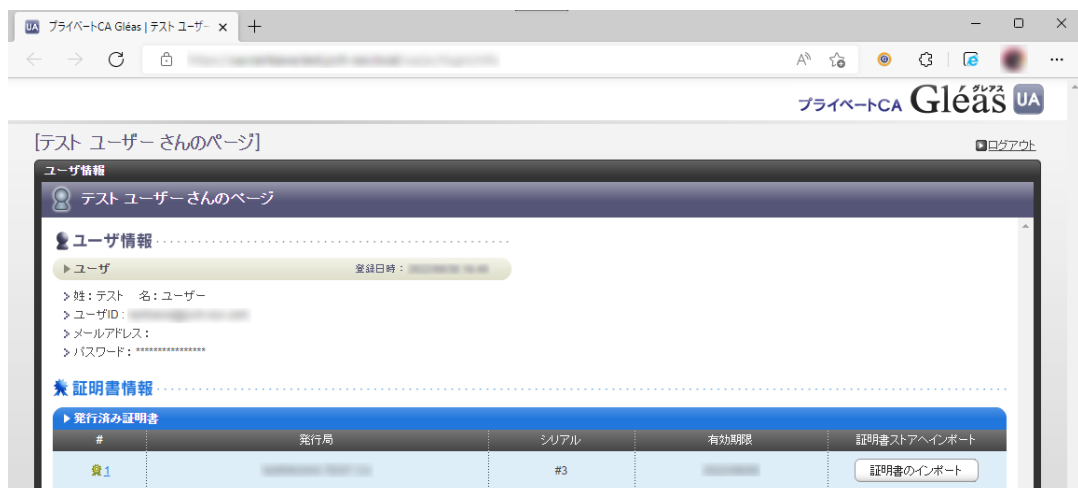 UA プライベートCA Gléas | テスト ユーザー
プライベートCA Gléas グレアス UA
[テスト ユーザー さんのページ]
ログアウト
ユーザ情報
テスト ユーザー さんのページ
ユーザ情報
ユーザ 登録日時：
姓：テスト 名：ユーザー
ユーザID：
メールアドレス：
パスワード：***************
証明書情報
発行済み証明書
# 発行局 シリアル 有効期限 証明書ストアへインポート
1 #3 証明書のインポート